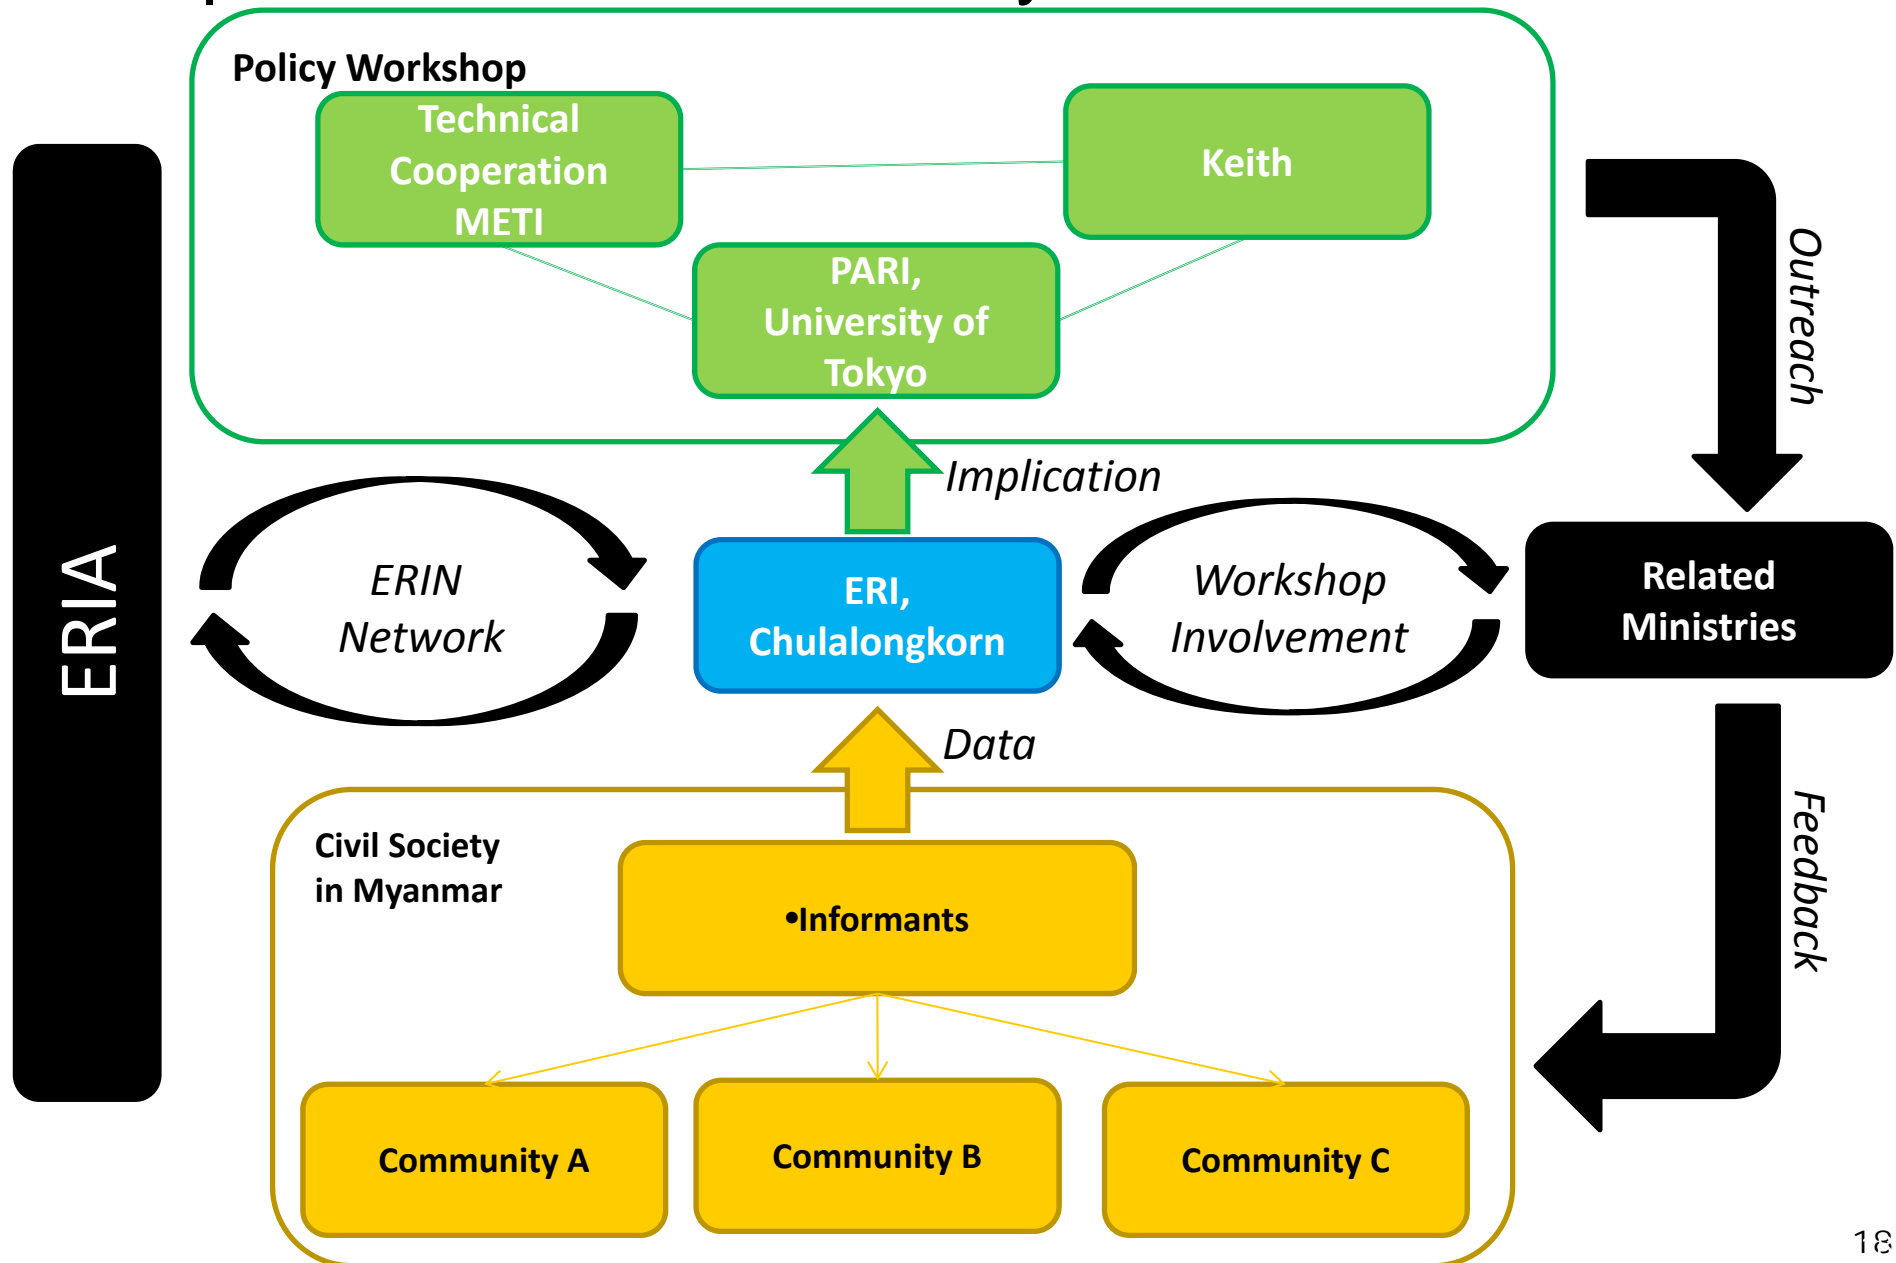 Policy Workshop
Technical
Cooperation
METI
Keith
PARI,
University of
Tokyo
Outreach
Implication
ERIA
ERIN
Network
ERI,
Chulalongkorn
Workshop
Involvement
Related
Ministries
Data
Feedback
Civil Society
in Myanmar
•Informants
Community A
Community B
Community C
18